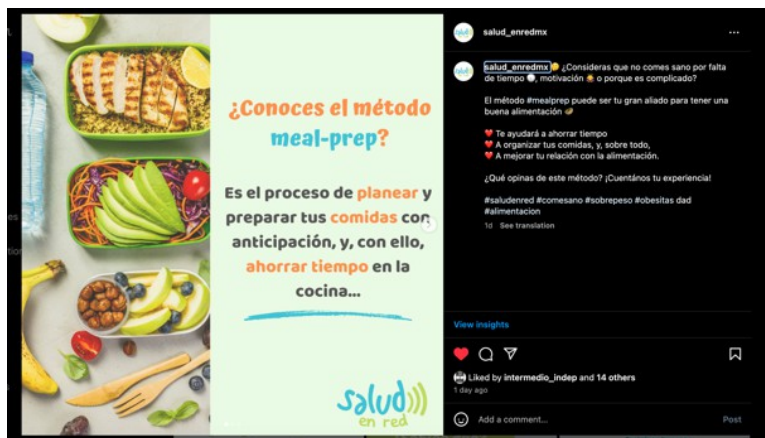 ¿Conoces el método
meal-prep?
Es el proceso de planear y
preparar tus comidas con
anticipación, y, con ello,
ahorrar tiempo en la
cocina...
salud
en red
salud_enredmx
salud_enredmx 🤔 ¿Consideras que no comes sano por falta
de tiempo, motivación o porque es complicado?
El método #mealprep puede ser tu gran aliado para tener una
buena alimentación
❤️ Te ayudará a ahorrar tiempo
❤️ A organizar tus comidas, y, sobre todo,
❤️ A mejorar tu relación con la alimentación.
¿Qué opinas de este método? ¡Cuentános tu experiencia!
#saludenred #comesano #sobrepeso #obesitas dad
#alimentacion
1d See translation
View insights
Liked by intermedio_indep and 14 others
1 day ago
Add a comment...
Post